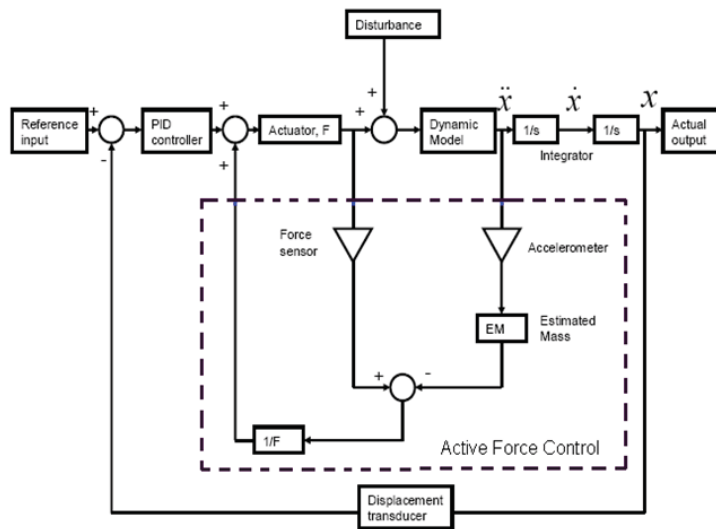 Disturbance
+
ẍ
ẋ
x
+
+
+
Reference
input
PID
controller
Actuator, F
Dynamic
Model
1/s
1/s
Actual
output
-
+
Integrator
Force
sensor
Accelerometer
EM
Estimated
Mass
+
-
1/F
Active Force Control
Displacement
transducer